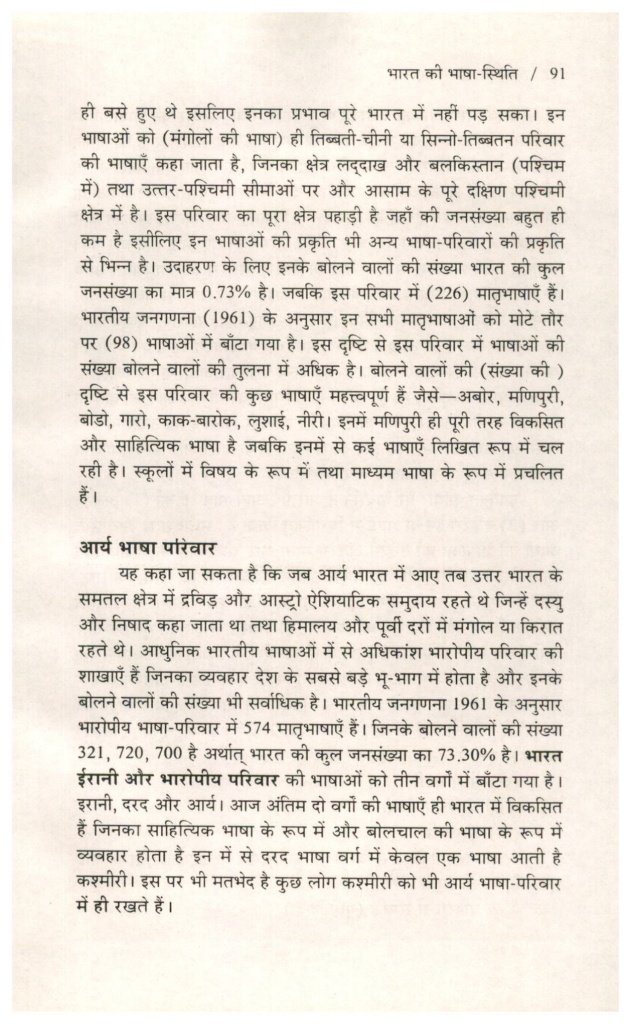 भारत की भाषा-स्थिति / 91
ही बसे हुए थे इसलिए इनका प्रभाव पूरे भारत में नहीं पड़ सका। इन
भाषाओं को (मंगोलों की भाषा) ही तिब्बती-चीनी या सिन्नो-तिब्बतन परिवार
की भाषाएँ कहा जाता है, जिनका क्षेत्र लद्दाख और बलकिस्तान (पश्चिम
में) तथा उत्तर-पश्चिमी सीमाओं पर और आसाम के पूरे दक्षिण पश्चिमी
क्षेत्र में है। इस परिवार का पूरा क्षेत्र पहाड़ी है जहाँ की जनसंख्या बहुत ही
कम है इसीलिए इन भाषाओं की प्रकृति भी अन्य भाषा-परिवारों की प्रकृति
से भिन्न है। उदाहरण के लिए इनके बोलने वालों की संख्या भारत की कुल
जनसंख्या का मात्र 0.73% है। जबकि इस परिवार में (226) मातृभाषाएँ हैं।
भारतीय जनगणना (1961) के अनुसार इन सभी मातृभाषाओं को मोटे तौर
पर (98) भाषाओं में बाँटा गया है। इस दृष्टि से इस परिवार में भाषाओं की
संख्या बोलने वालों की तुलना में अधिक है। बोलने वालों की (संख्या की )
दृष्टि से इस परिवार की कुछ भाषाएँ महत्त्वपूर्ण हैं जैसे—अबोर, मणिपुरी,
बोडो, गारो, काक-बारोक, लुशाई, नीरी। इनमें मणिपुरी ही पूरी तरह विकसित
और साहित्यिक भाषा है जबकि इनमें से कई भाषाएँ लिखित रूप में चल
रही है। स्कूलों में विषय के रूप में तथा माध्यम भाषा के रूप में प्रचलित
हैं।
आर्य भाषा परिवार
यह कहा जा सकता है कि जब आर्य भारत में आए तब उत्तर भारत के
समतल क्षेत्र में द्रविड़ और आस्ट्रो ऐशियाटिक समुदाय रहते थे जिन्हें दस्यु
और निषाद कहा जाता था तथा हिमालय और पूर्वी दर्रो में मंगोल या किरात
रहते थे। आधुनिक भारतीय भाषाओं में से अधिकांश भारोपीय परिवार की
शाखाएँ हैं जिनका व्यवहार देश के सबसे बड़े भू-भाग में होता है और इनके
बोलने वालों की संख्या भी सर्वाधिक है। भारतीय जनगणना 1961 के अनुसार
भारोपीय भाषा-परिवार में 574 मातृभाषाएँ हैं। जिनके बोलने वालों की संख्या
321, 720, 700 है अर्थात् भारत की कुल जनसंख्या का 73.30% है। भारत
ईरानी और भारोपीय परिवार की भाषाओं को तीन वर्गों में बाँटा गया है।
इरानी, दरद और आर्य। आज अंतिम दो वर्गों की भाषाएँ ही भारत में विकसित
हैं जिनका साहित्यिक भाषा के रूप में और बोलचाल की भाषा के रूप में
व्यवहार होता है इन में से दरद भाषा वर्ग में केवल एक भाषा आती है
कश्मीरी। इस पर भी मतभेद है कुछ लोग कश्मीरी को भी आर्य भाषा-परिवार
में ही रखते हैं।